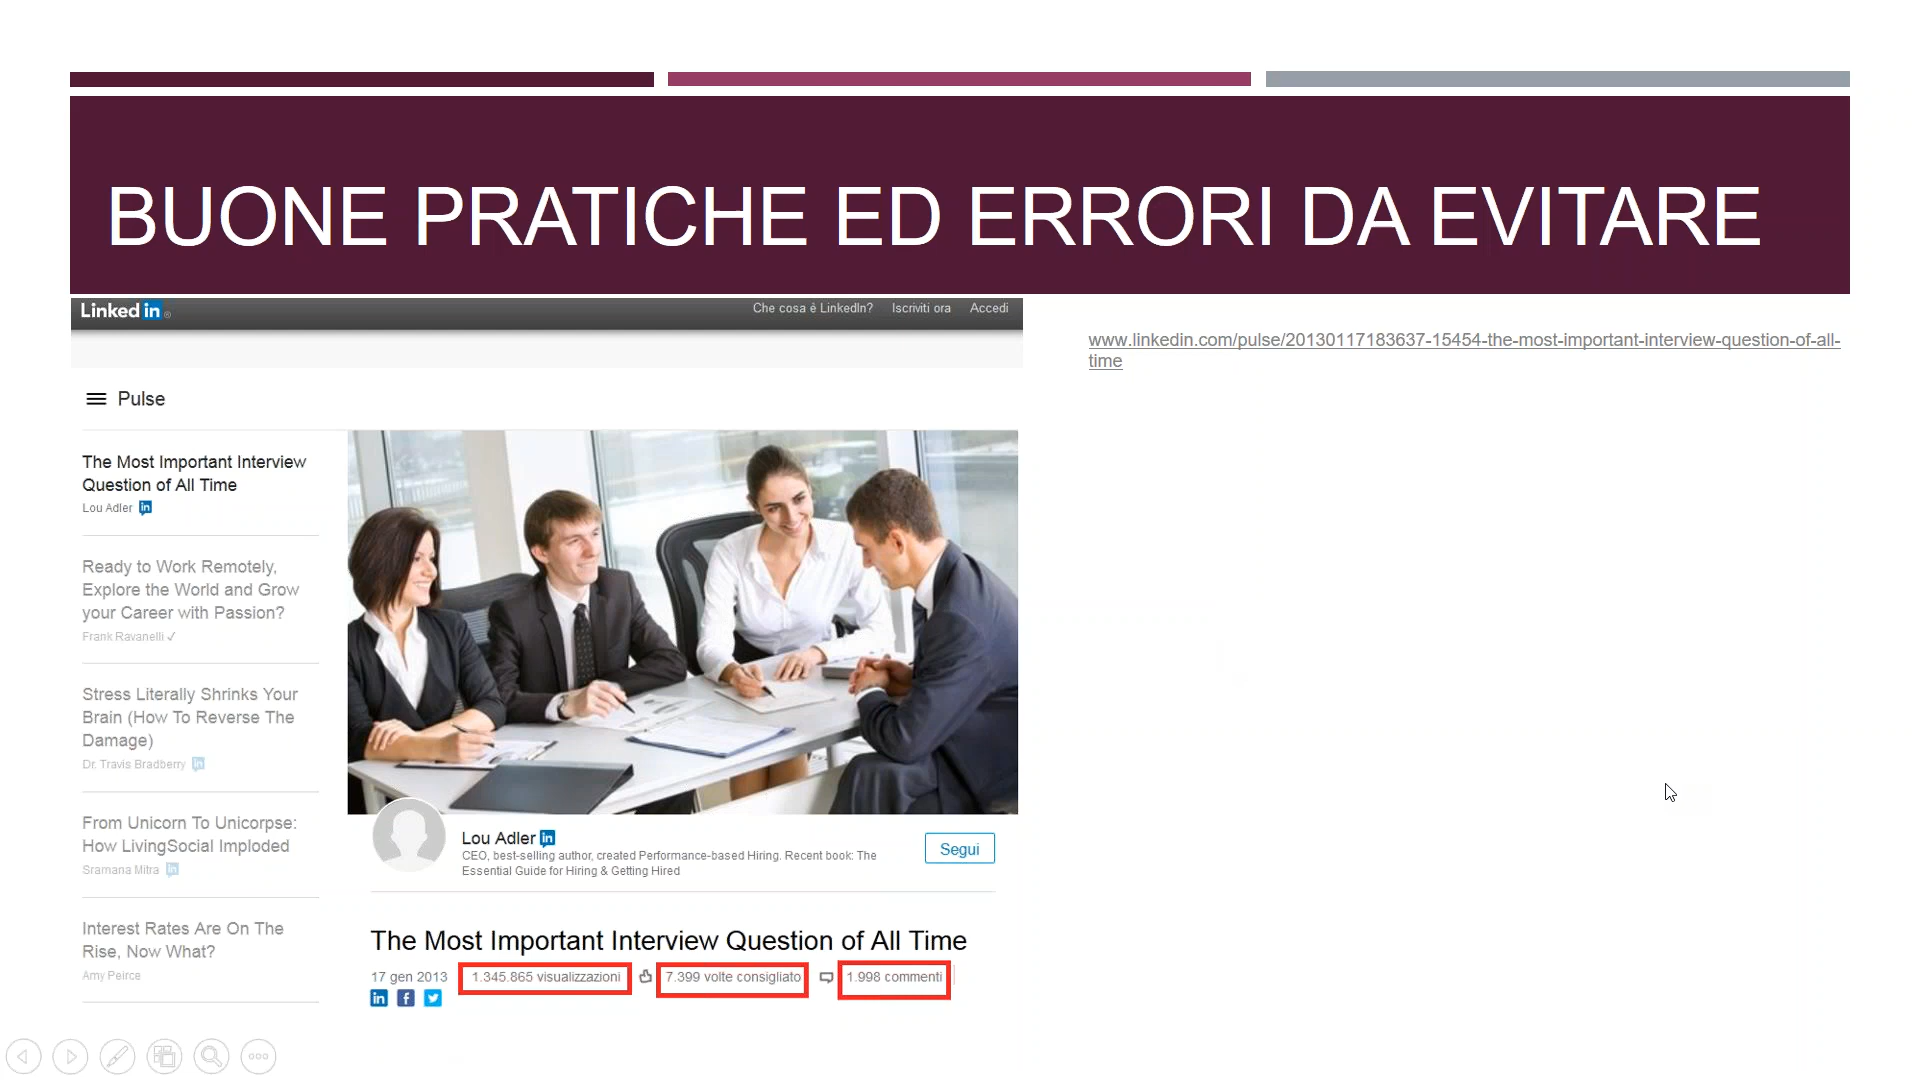 BUONE PRATICHE ED ERRORI DA EVITARE
Linked in ®
Che cosa è LinkedIn? Iscriviti ora Accedi
www.linkedin.com/pulse/20130117183637-15454-the-most-important-interview-question-of-all-
time
Pulse
The Most Important Interview
Question of All Time
Lou Adler in
Ready to Work Remotely,
Explore the World and Grow
your Career with Passion?
Frank Ravanelli ✓
Stress Literally Shrinks Your
Brain (How To Reverse The
Damage)
Dr. Travis Bradberry in
From Unicorn To Unicorpse:
How LivingSocial Imploded
Sramana Mitra in
Interest Rates Are On The
Rise, Now What?
Amy Peirce
Lou Adler in
CEO, best-selling author, created Performance-based Hiring. Recent book: The
Essential Guide for Hiring & Getting Hired
Segui
The Most Important Interview Question of All Time
17 gen 2013 1.345.865 visualizzazioni 7.399 volte consigliato 1.998 commenti
in f